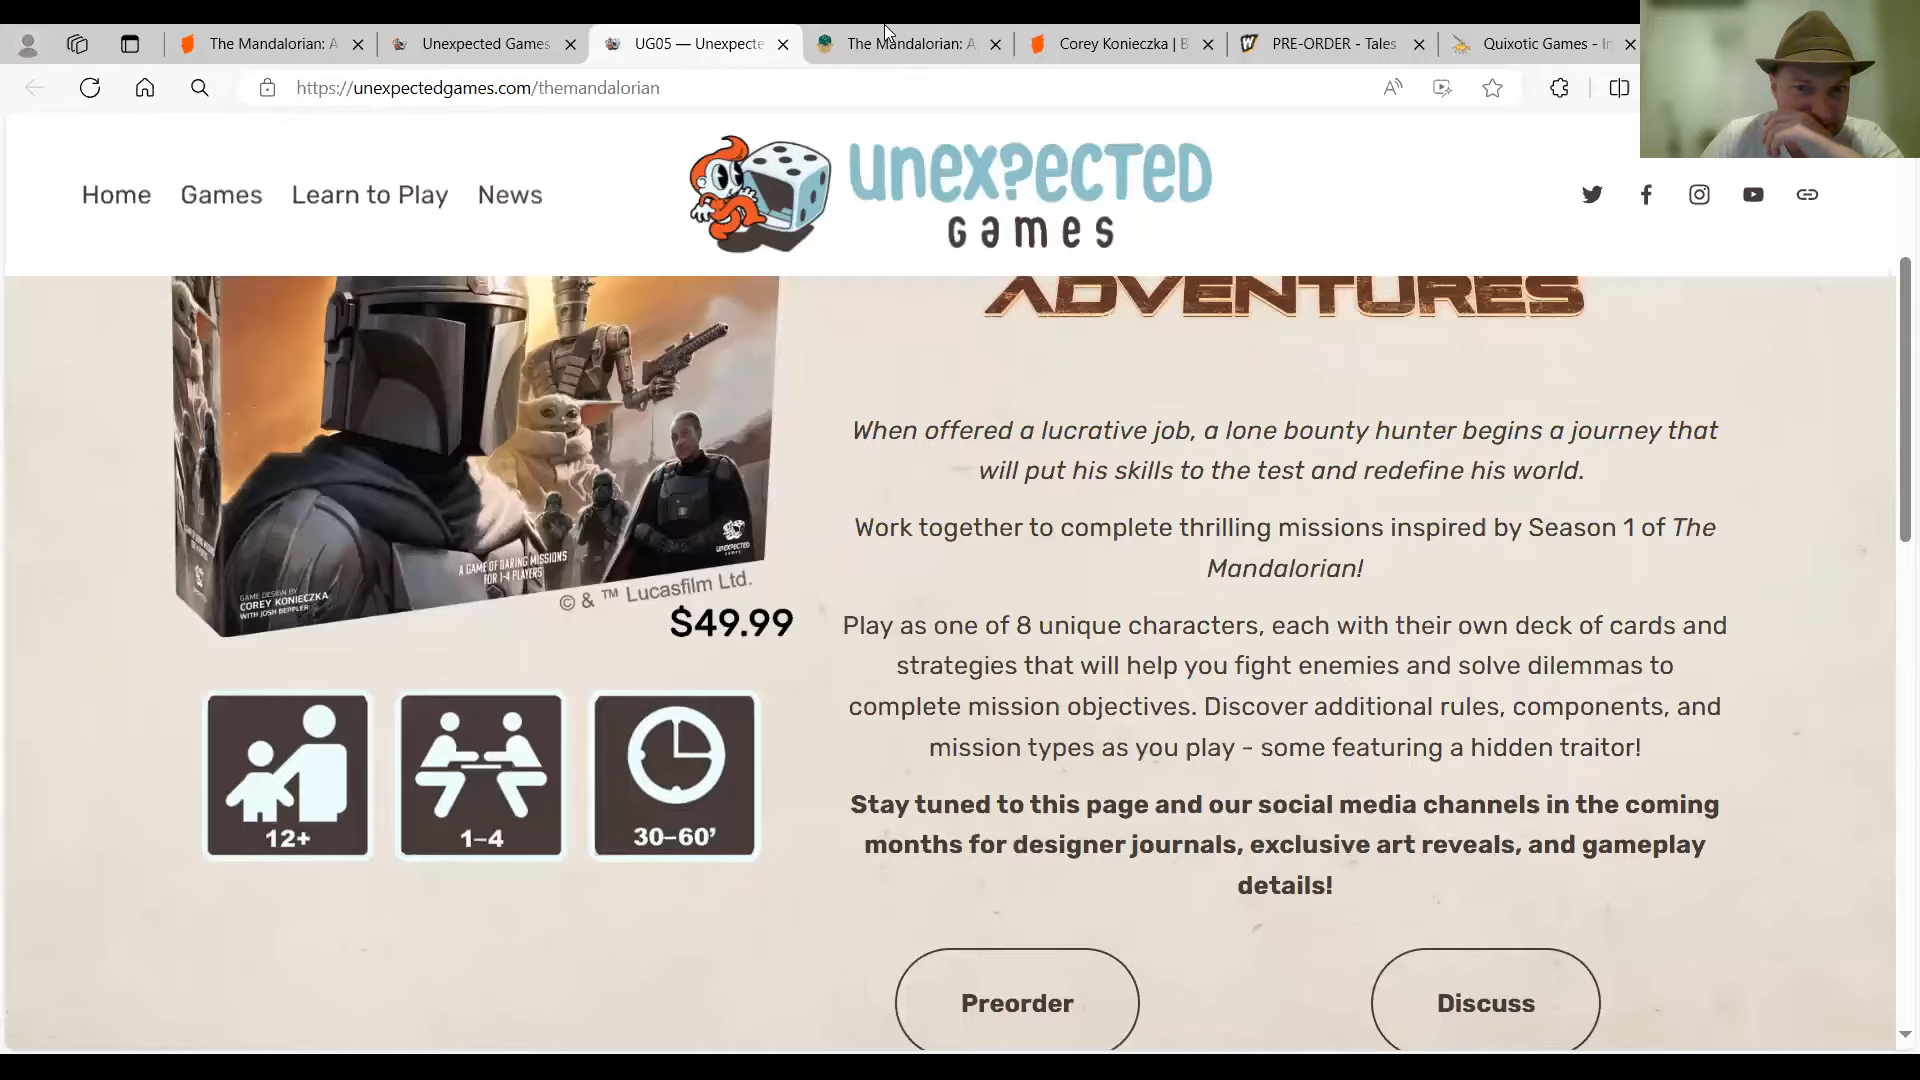 The Mandalorian: A
Unexpected Games
UG05 — Unexpecte
The Mandalorian: A
Corey Konieczka | B
PRE-ORDER - Tales
Quixotic Games - In
https://unexpectedgames.com/themandalorian
Home Games Learn to Play News
unex?ected
games
ADVENTURES
A GAME OF DARING MISSIONS
FOR 1-4 PLAYERS
UNEXPECTED
GAMES
GAME DESIGN BY
COREY KONIECZKA
WITH JOSH BEPPLER
© & ™ Lucasfilm Ltd.
$49.99
12+
1–4
30–60’
When offered a lucrative job, a lone bounty hunter begins a journey that
will put his skills to the test and redefine his world.
Work together to complete thrilling missions inspired by Season 1 of The
Mandalorian!
Play as one of 8 unique characters, each with their own deck of cards and
strategies that will help you fight enemies and solve dilemmas to
complete mission objectives. Discover additional rules, components, and
mission types as you play - some featuring a hidden traitor!
Stay tuned to this page and our social media channels in the coming
months for designer journals, exclusive art reveals, and gameplay
details!
Preorder
Discuss